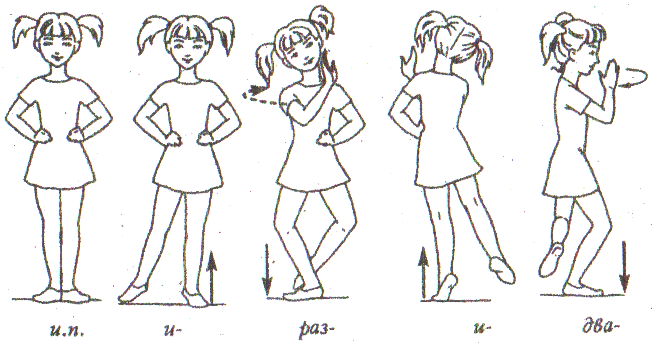 и.п. и- раз- и- два-